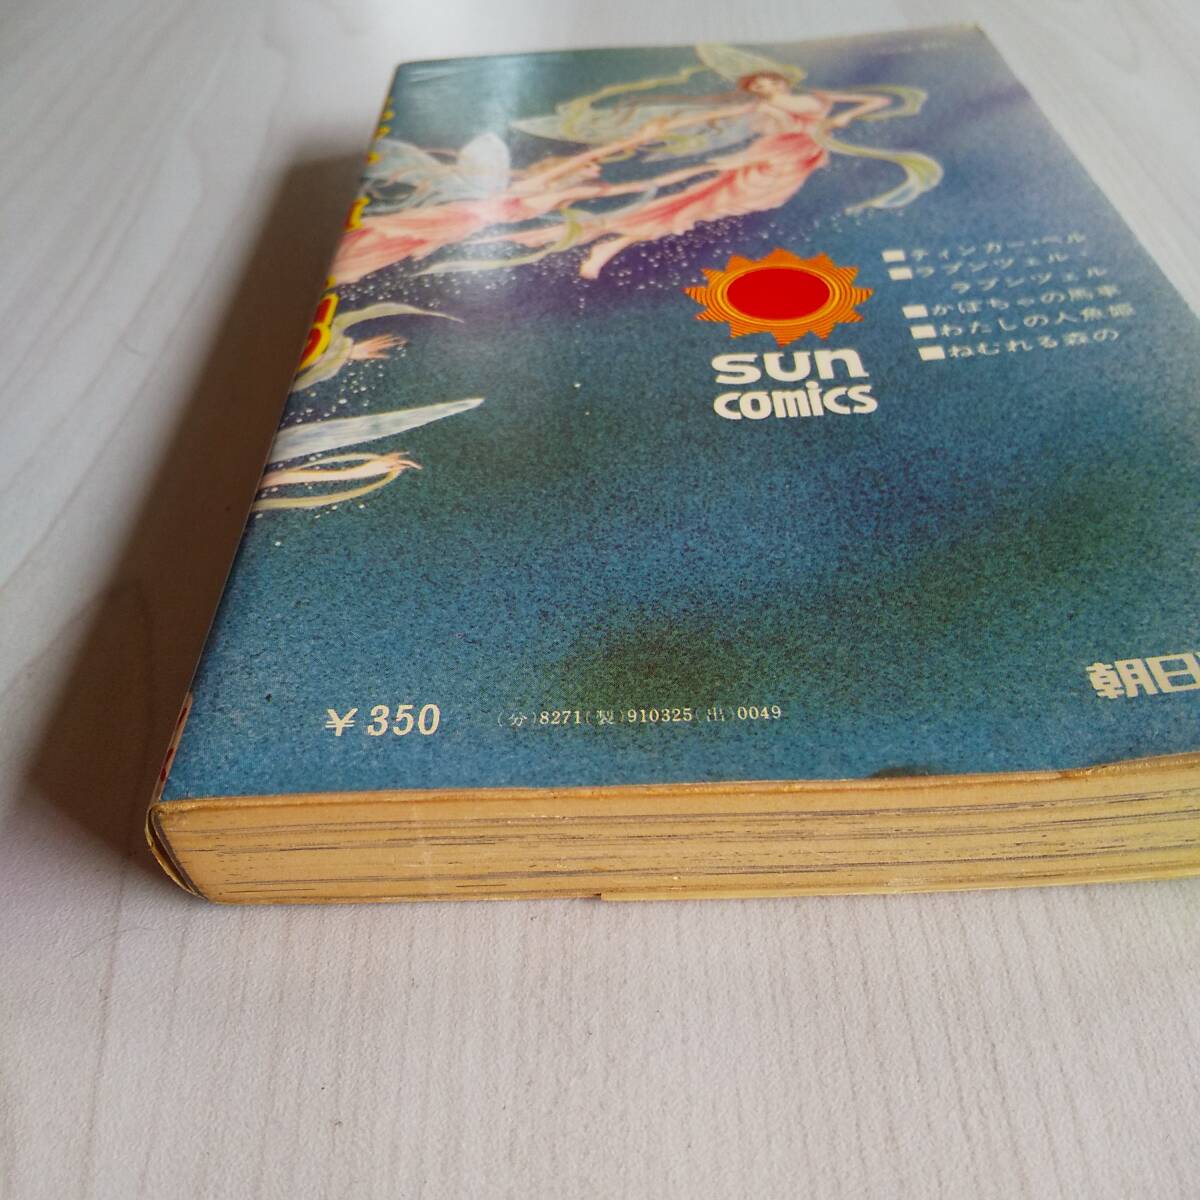 ■ティンカー・ベル
■ラプンツェル・
ラプンツェル
■かぼちゃの馬車
■わたしの人魚姫
■ねむれる森の
sun
comics
朝日
¥350
(分)8271(製)910325(出)0049